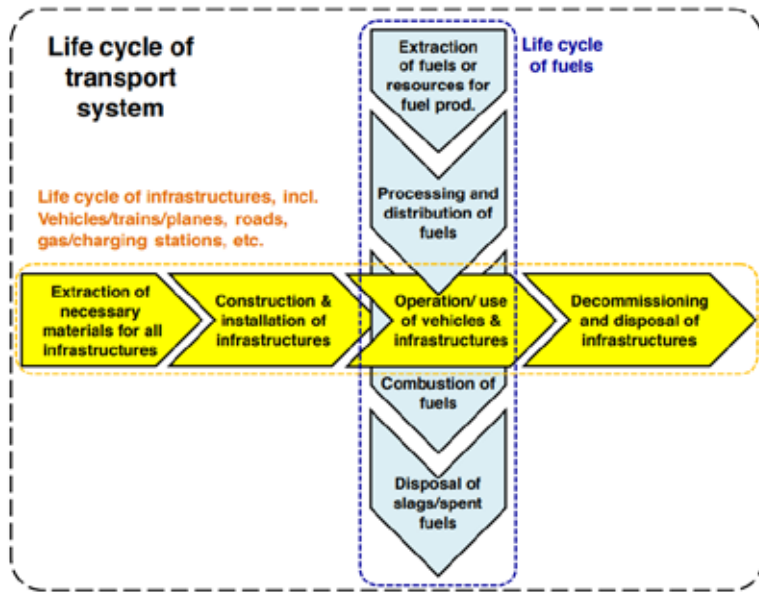 Life cycle of
transport
system
Extraction
of fuels or
resources for
fuel prod.
Life cycle
of fuels
Life cycle of infrastructures, incl.
Vehicles/trains/planes, roads,
gas/charging stations, etc.
Processing and
distribution of
fuels
Extraction of
necessary
materials for all
infrastructures
Construction &
installation of
infrastructures
Operation/ use
of vehicles &
infrastructures
Decommissioning
and disposal of
infrastructures
Combustion of
fuels
Disposal of
slags/spent
fuels